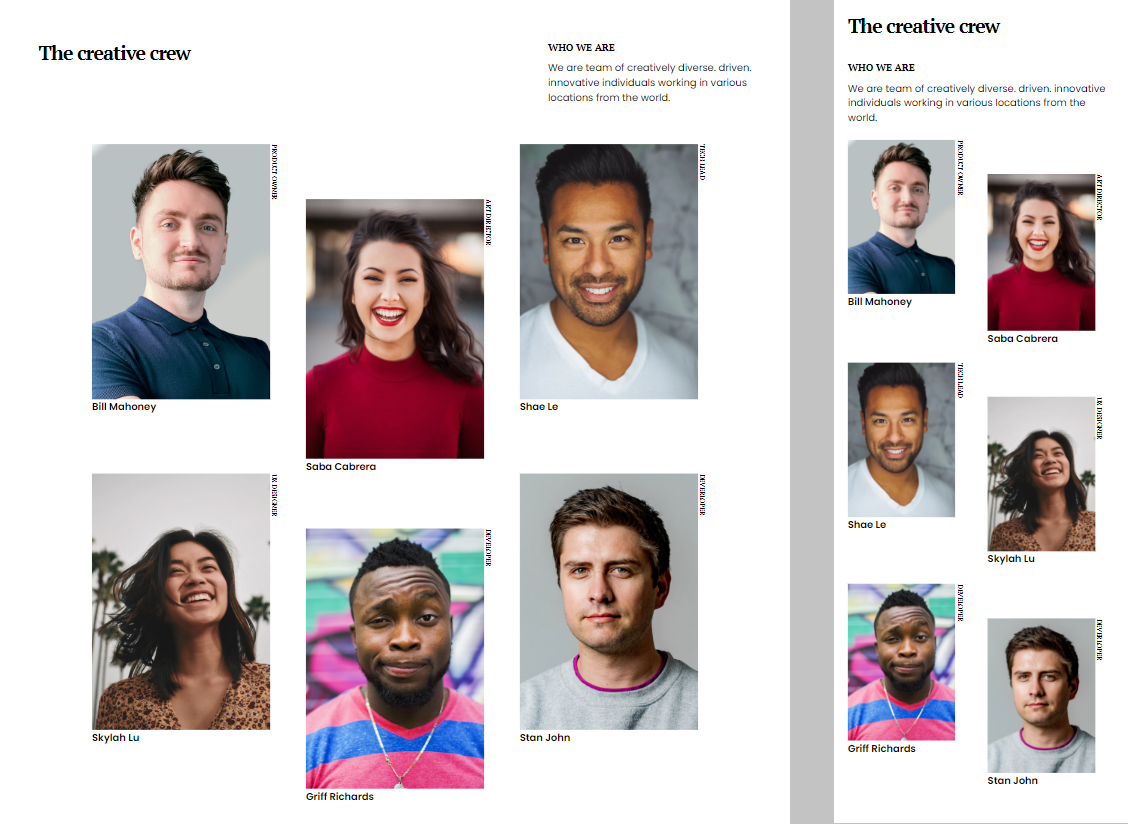 The creative crew
WHO WE ARE
We are team of creatively diverse. driven.
innovative individuals working in various
locations from the world.
PRODUCT OWNER
Bill Mahoney
ART DIRECTOR
Saba Cabrera
TECH LEAD
Shae Le
UX DESIGNER
Skylah Lu
DEVELOPER
Griff Richards
DEVERLOPER
Stan John
The creative crew
WHO WE ARE
We are team of creatively diverse. driven. innovative
individuals working in various locations from the
world.
PRODUCT OWNER
Bill Mahoney
ART DIRECTOR
Saba Cabrera
TECH LEAD
Shae Le
UX DESIGNER
Skylah Lu
DEVELOPER
Griff Richards
DEVERLOPER
Stan John